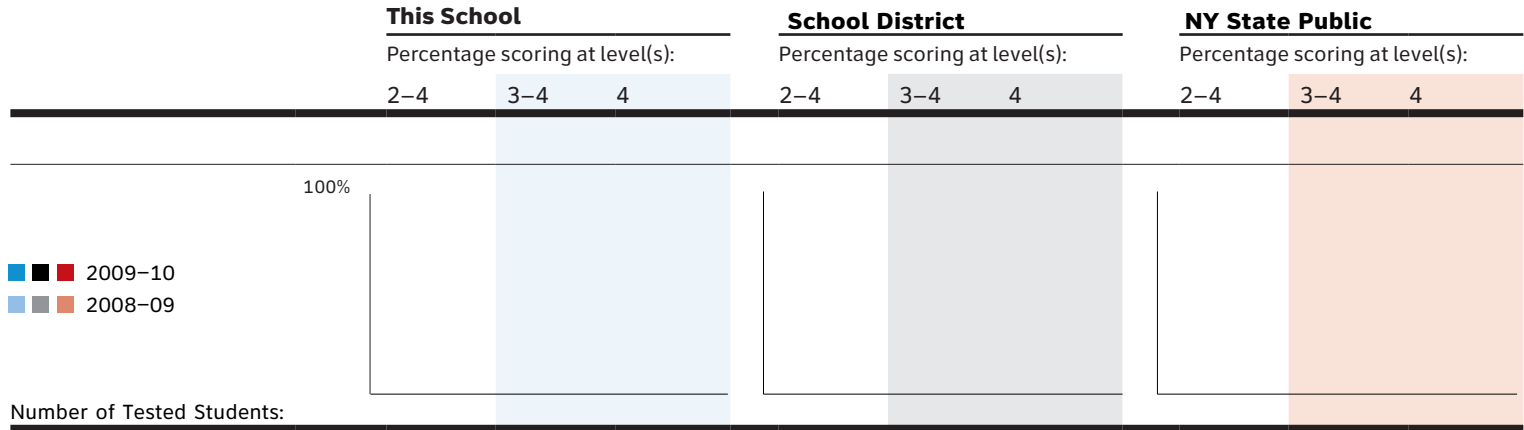 This School School District NY State Public
Percentage scoring at level(s): Percentage scoring at level(s): Percentage scoring at level(s):
2–4 3–4 4 2–4 3–4 4 2–4 3–4 4
100%
2009–10
2008–09
Number of Tested Students: